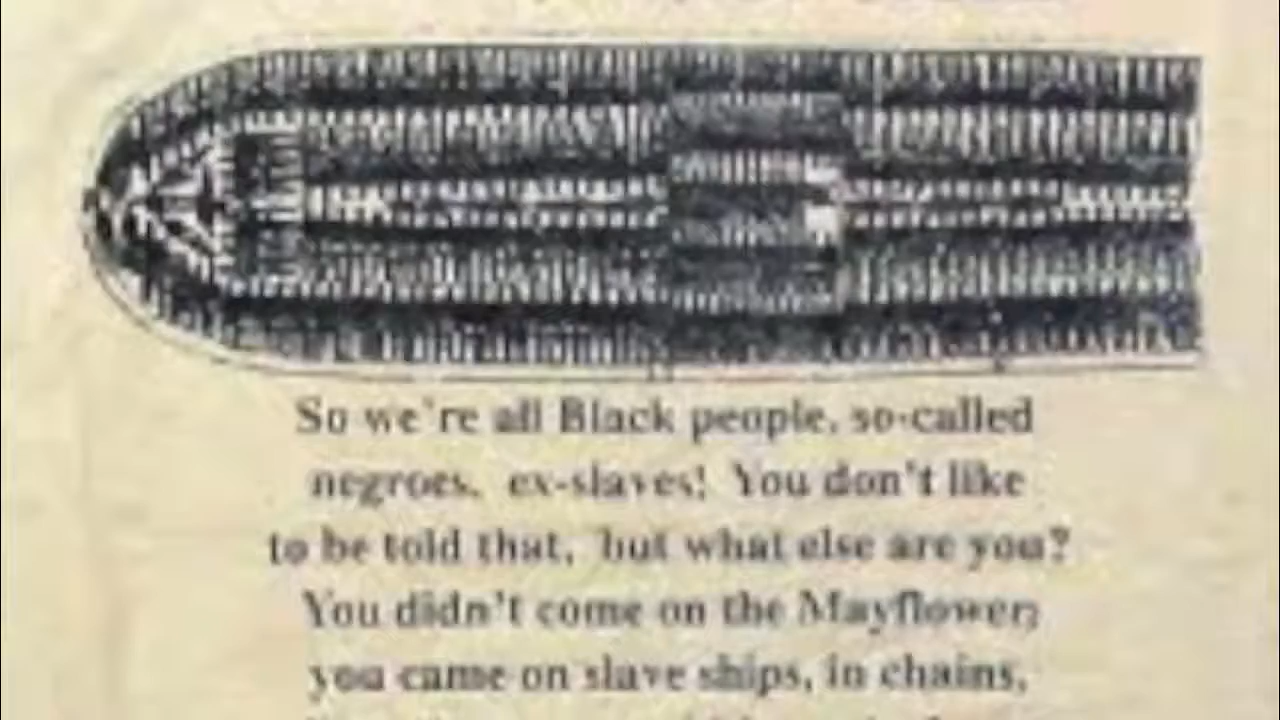 So we're all Black people, so-called
negroes, ex-slaves! You don't like
to be told that, but what else are you?
You didn't come on the Mayflower;
you came on slave ships, in chains,